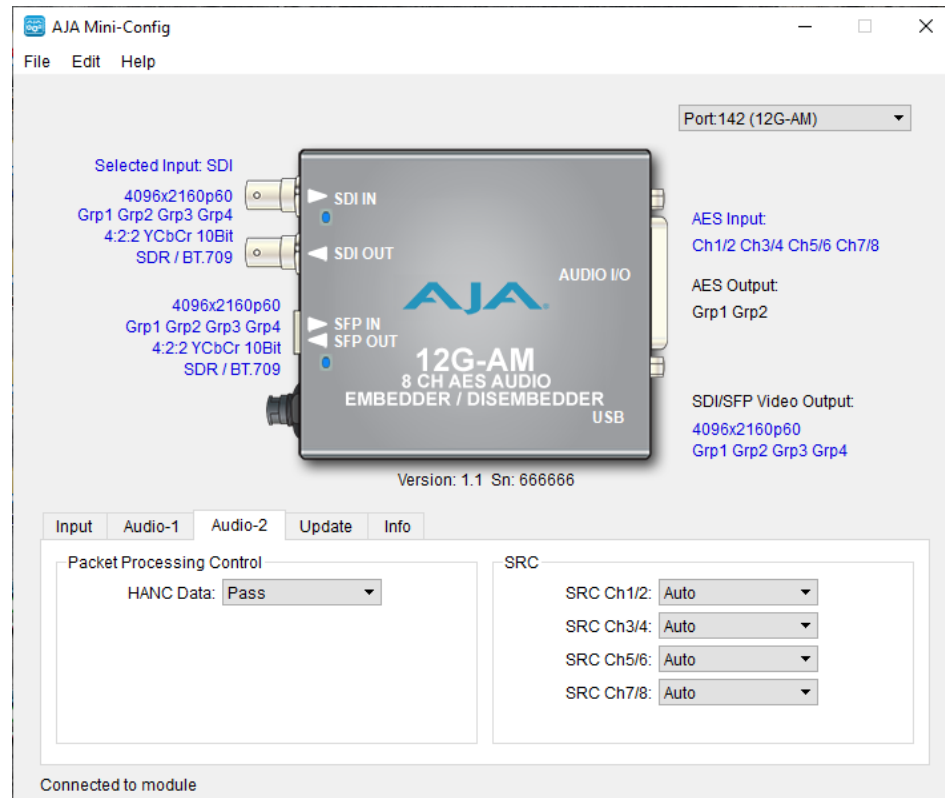 AJA Mini-Config
File Edit Help
Port:142 (12G-AM)
Selected Input: SDI
4096x2160p60
Grp1 Grp2 Grp3 Grp4
4:2:2 YCbCr 10Bit
SDR / BT.709
4096x2160p60
Grp1 Grp2 Grp3 Grp4
4:2:2 YCbCr 10Bit
SDR / BT.709
SDI IN
SDI OUT
AUDIO I/O
AJA
SFP IN
SFP OUT
12G-AM
8 CH AES AUDIO
EMBEDDER / DISEMBEDDER
USB
AES Input:
Ch1/2 Ch3/4 Ch5/6 Ch7/8
AES Output:
Grp1 Grp2
SDI/SFP Video Output:
4096x2160p60
Grp1 Grp2 Grp3 Grp4
Version: 1.1 Sn: 666666
Input Audio-1 Audio-2 Update Info
Packet Processing Control
HANC Data: Pass
SRC
SRC Ch1/2: Auto
SRC Ch3/4: Auto
SRC Ch5/6: Auto
SRC Ch7/8: Auto
Connected to module